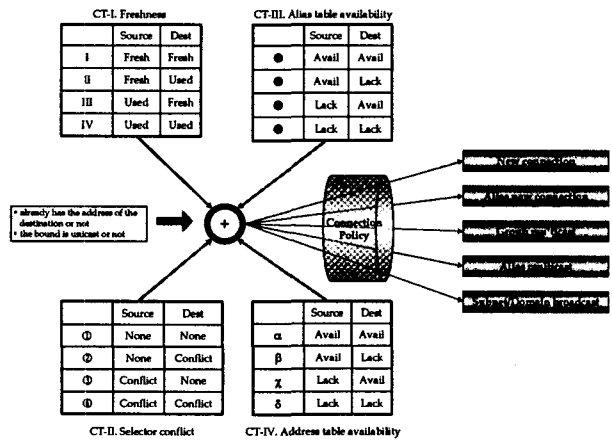 CT-I. Freshness
Source Dest
I Fresh Fresh
II Fresh Used
III Used Fresh
IV Used Used
CT-III. Alias table availability
Source Dest
● Avail Avail
● Avail Lack
● Lack Avail
● Lack Lack
• already has the address of the
destination or not
• the bound is unicast or not
+
Connection
Policy
New connection
Alias new connection
Subnet/Domain broadcast
Source Dest
① None None
② None Conflict
③ Conflict None
④ Conflict Conflict
CT-II. Selector conflict
Source Dest
α Avail Avail
β Avail Lack
χ Lack Avail
δ Lack Lack
CT-IV. Address table availability